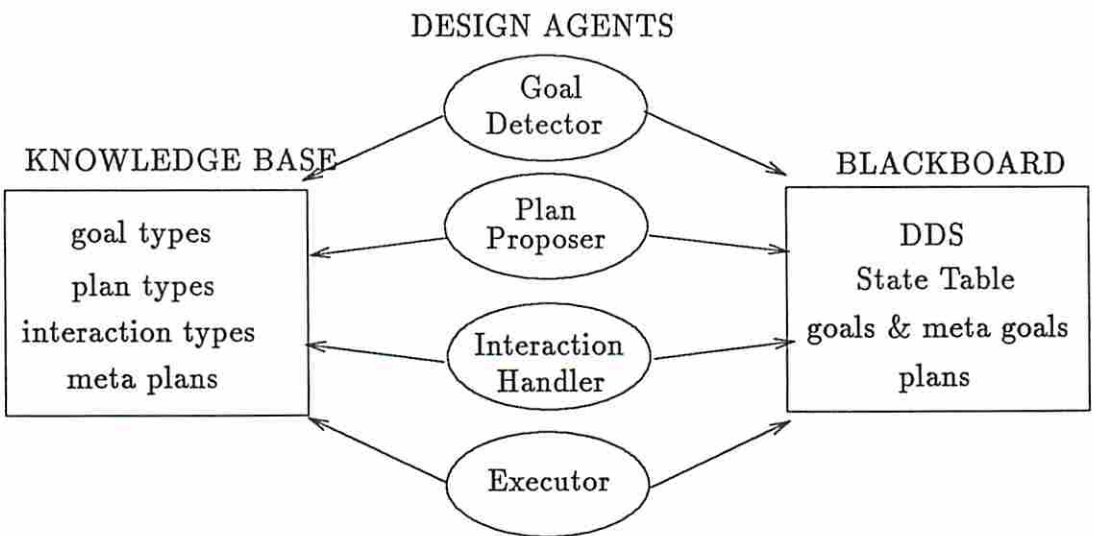 DESIGN AGENTS
Goal
Detector
KNOWLEDGE BASE
BLACKBOARD
goal types
plan types
interaction types
meta plans
Plan
Proposer
Interaction
Handler
Executor
DDS
State Table
goals & meta goals
plans